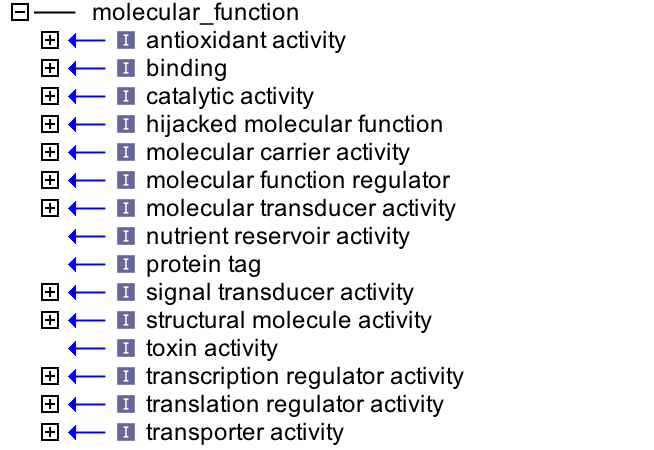 molecular_function
I antioxidant activity
I binding
I catalytic activity
I hijacked molecular function
I molecular carrier activity
I molecular function regulator
I molecular transducer activity
I nutrient reservoir activity
I protein tag
I signal transducer activity
I structural molecule activity
I toxin activity
I transcription regulator activity
I translation regulator activity
I transporter activity